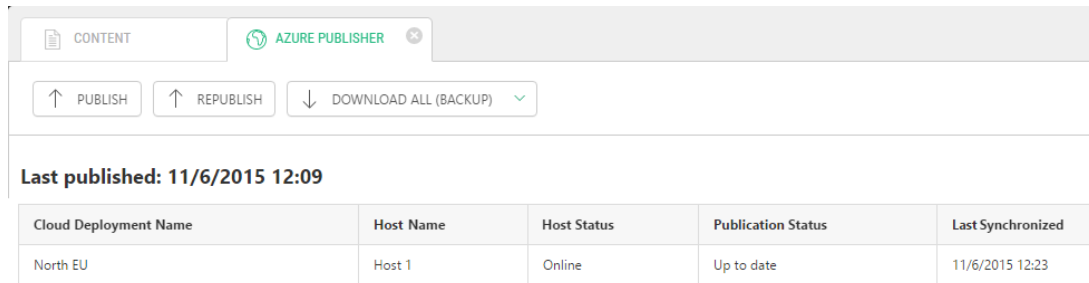 CONTENT AZURE PUBLISHER
PUBLISH REPUBLISH DOWNLOAD ALL (BACKUP)
Last published: 11/6/2015 12:09
Cloud Deployment Name Host Name Host Status Publication Status Last Synchronized
North EU Host 1 Online Up to date 11/6/2015 12:23